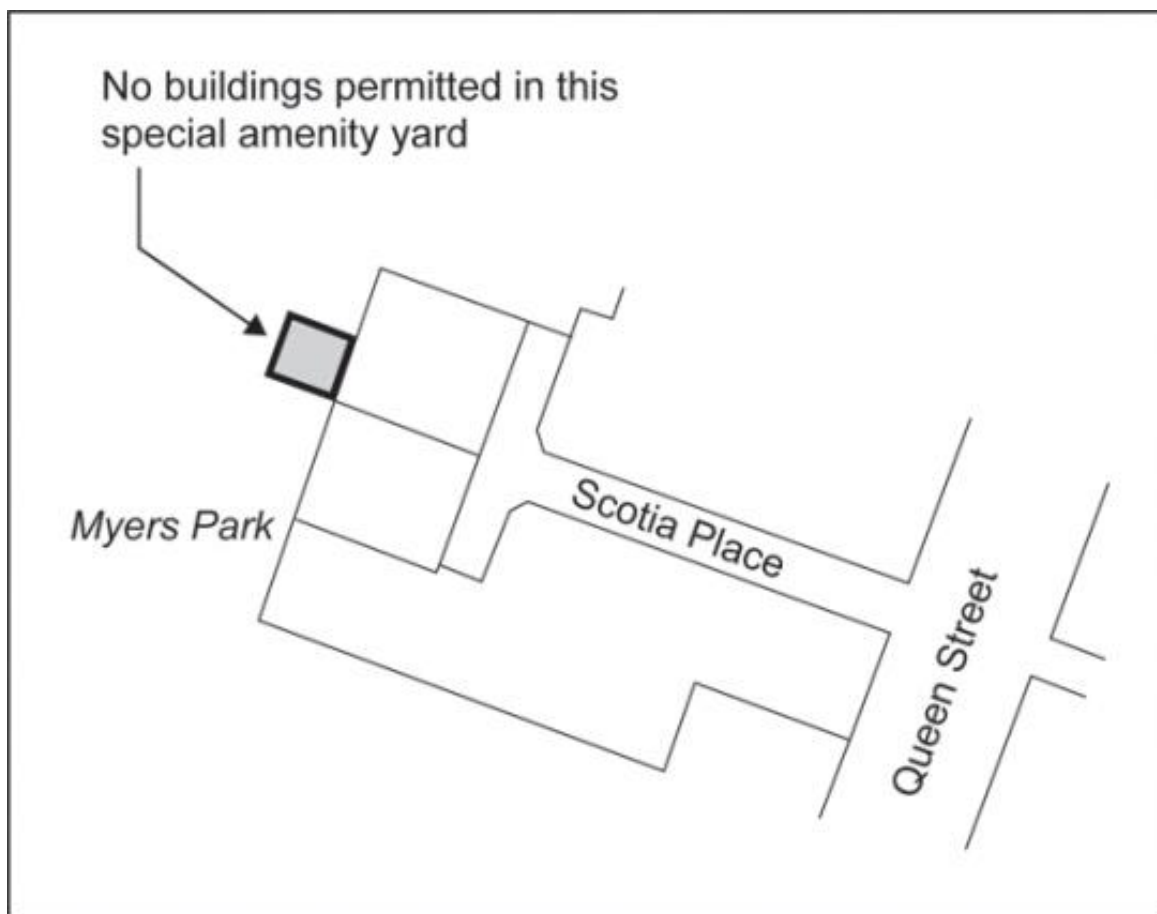 No buildings permitted in this
special amenity yard
Myers Park
Scotia Place
Queen Street